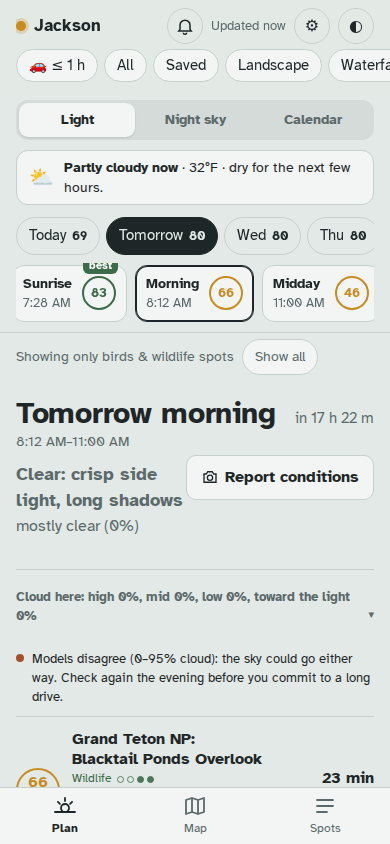 Jackson
Updated now
🚗 ≤ 1 h
All
Saved
Landscape
Waterfa
Light
Night sky
Calendar
Partly cloudy now · 32°F · dry for the next few
hours.
Today 69
Tomorrow 80
Wed 80
Thu 80
best
Sunrise
7:28 AM
83
Morning
8:12 AM
66
Midday
11:00 AM
46
Showing only birds & wildlife spots
Show all
Tomorrow morning
in 17 h 22 m
8:12 AM–11:00 AM
Clear: crisp side
light, long shadows
mostly clear (0%)
Report conditions
Cloud here: high 0%, mid 0%, low 0%, toward the light
0%
Models disagree (0–95% cloud): the sky could go either
way. Check again the evening before you commit to a long
drive.
Grand Teton NP:
Blacktail Ponds Overlook
66
Wildlife
23 min
Plan
Map
Spots